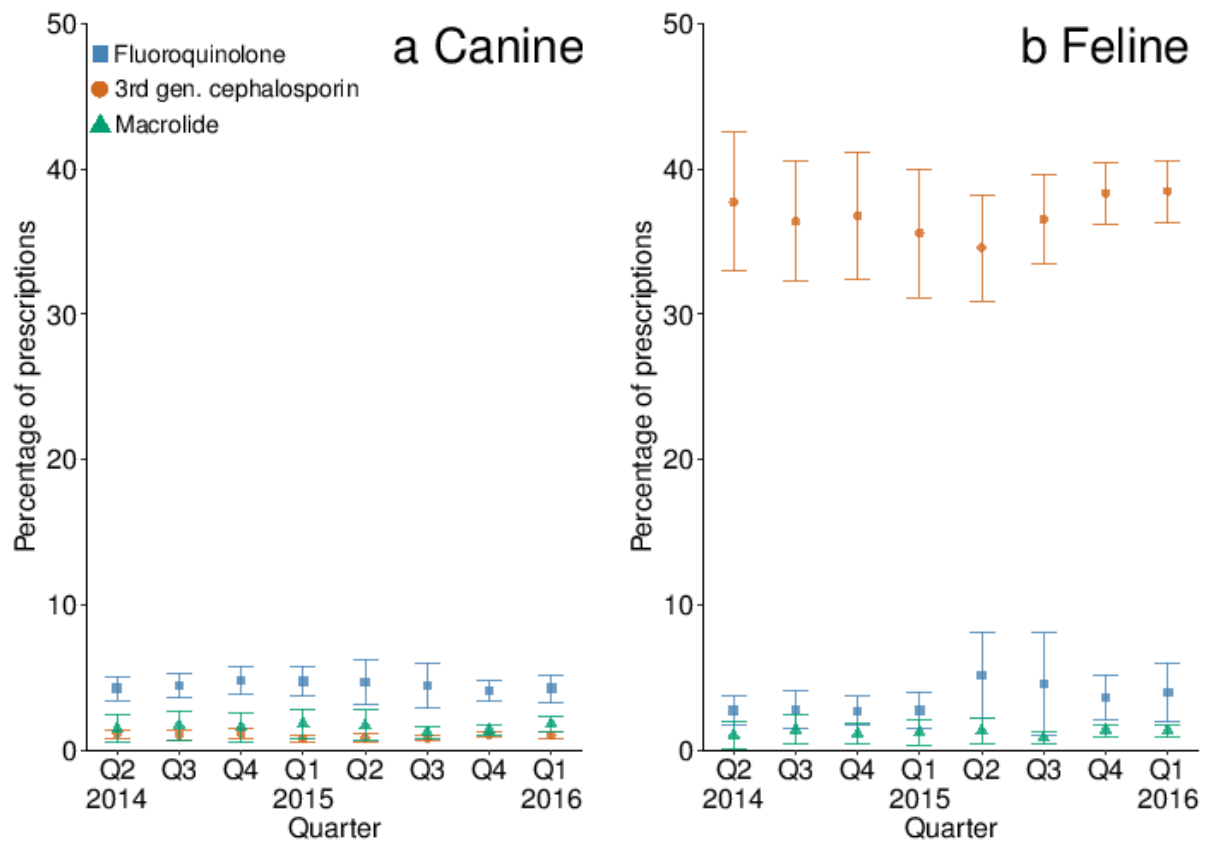 a Canine
Fluoroquinolone
3rd gen. cephalosporin
Macrolide
Percentage of prescriptions
50
40
30
20
10
0
Q2 Q3 Q4 Q1 Q2 Q3 Q4 Q1
2014 2015 2016
Quarter
b Feline
Percentage of prescriptions
50
40
30
20
10
0
Q2 Q3 Q4 Q1 Q2 Q3 Q4 Q1
2014 2015 2016
Quarter